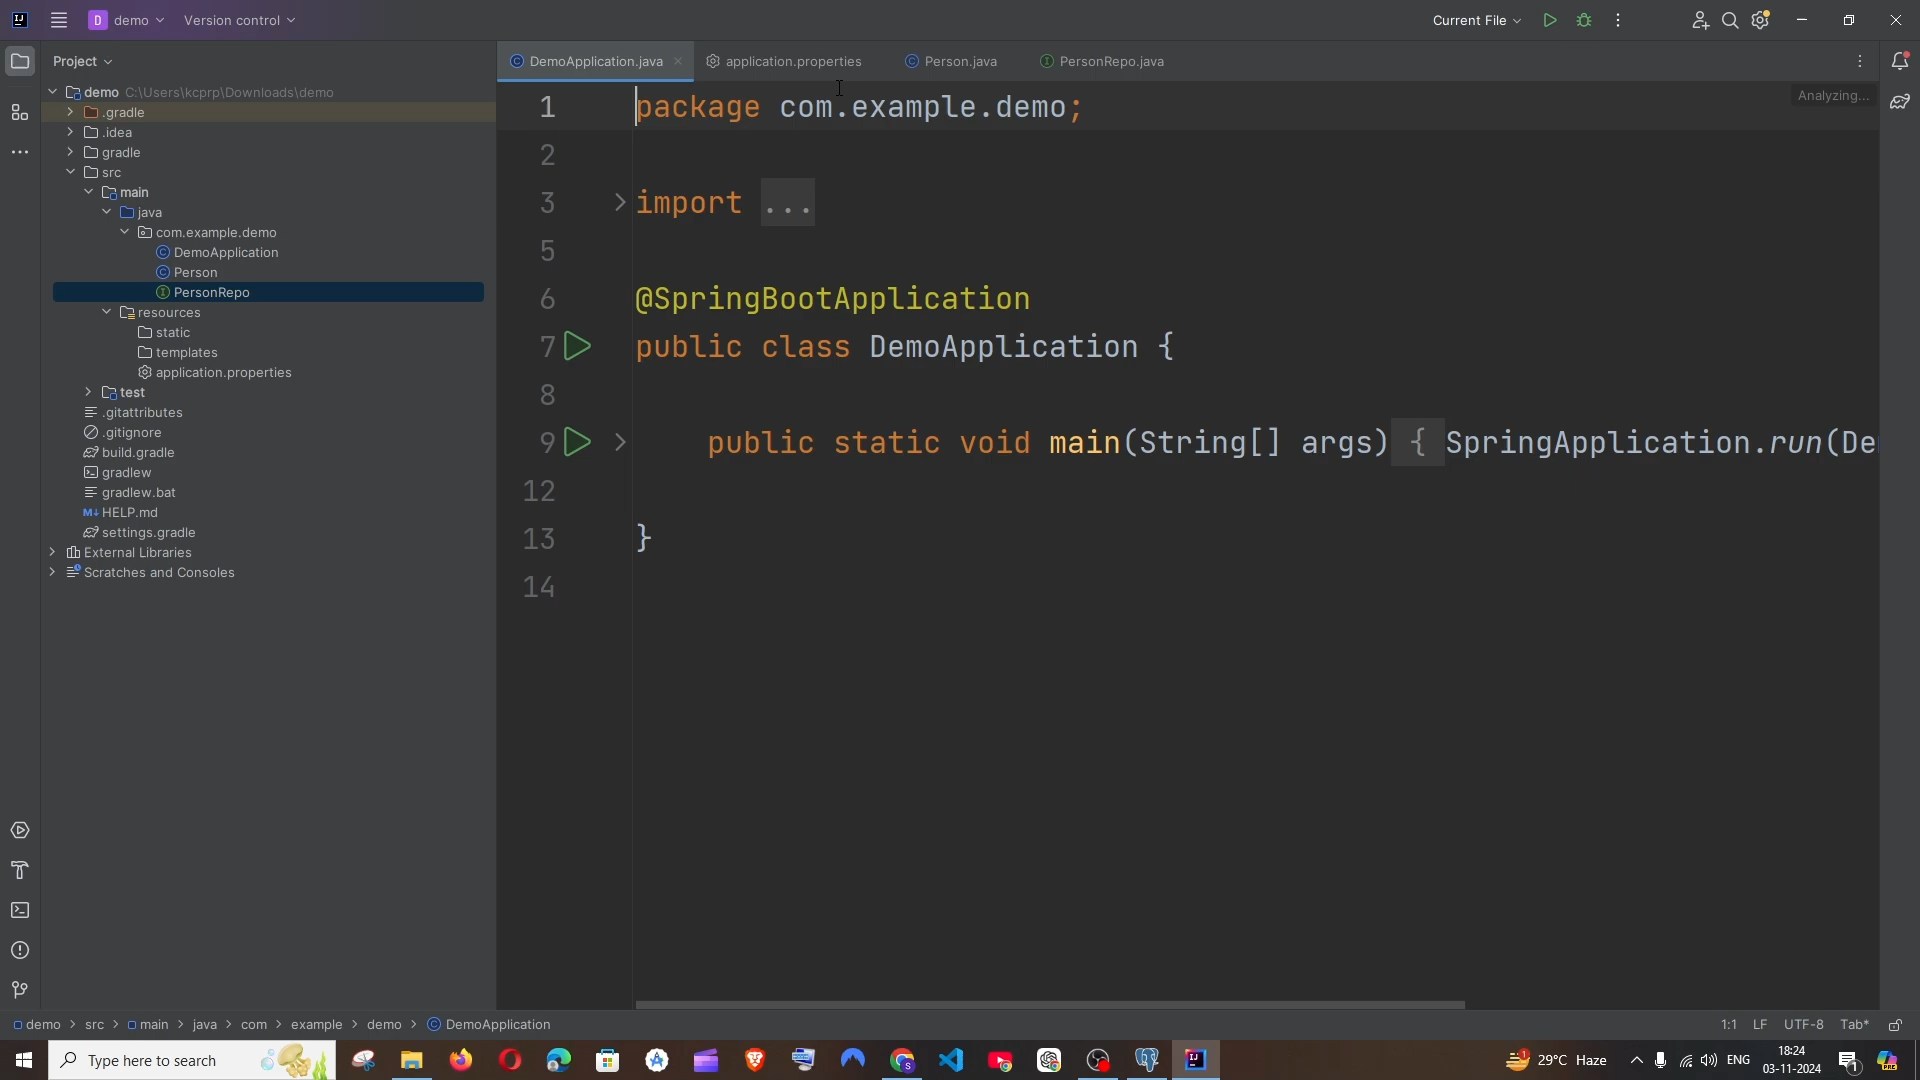 D demo Version control Current File
Project
DemoApplication.java application.properties Person.java PersonRepo.java
demo C:\Users\kcprp\Downloads\demo
.gradle
.idea
gradle
src
main
java
com.example.demo
DemoApplication
Person
PersonRepo
resources
static
templates
application.properties
test
.gitattributes
.gitignore
build.gradle
gradlew
gradlew.bat
M↓ HELP.md
settings.gradle
External Libraries
Scratches and Consoles
Analyzing...
1 package com.example.demo;
2
3 import ...
5
6 @SpringBootApplication
7 public class DemoApplication {
8
9 public static void main(String[] args) { SpringApplication.run(De
12
13 }
14
demo > src > main > java > com > example > demo > DemoApplication 1:1 LF UTF-8 Tab*
Type here to search 1 29°C Haze ENG 18:24 1
03-11-2024